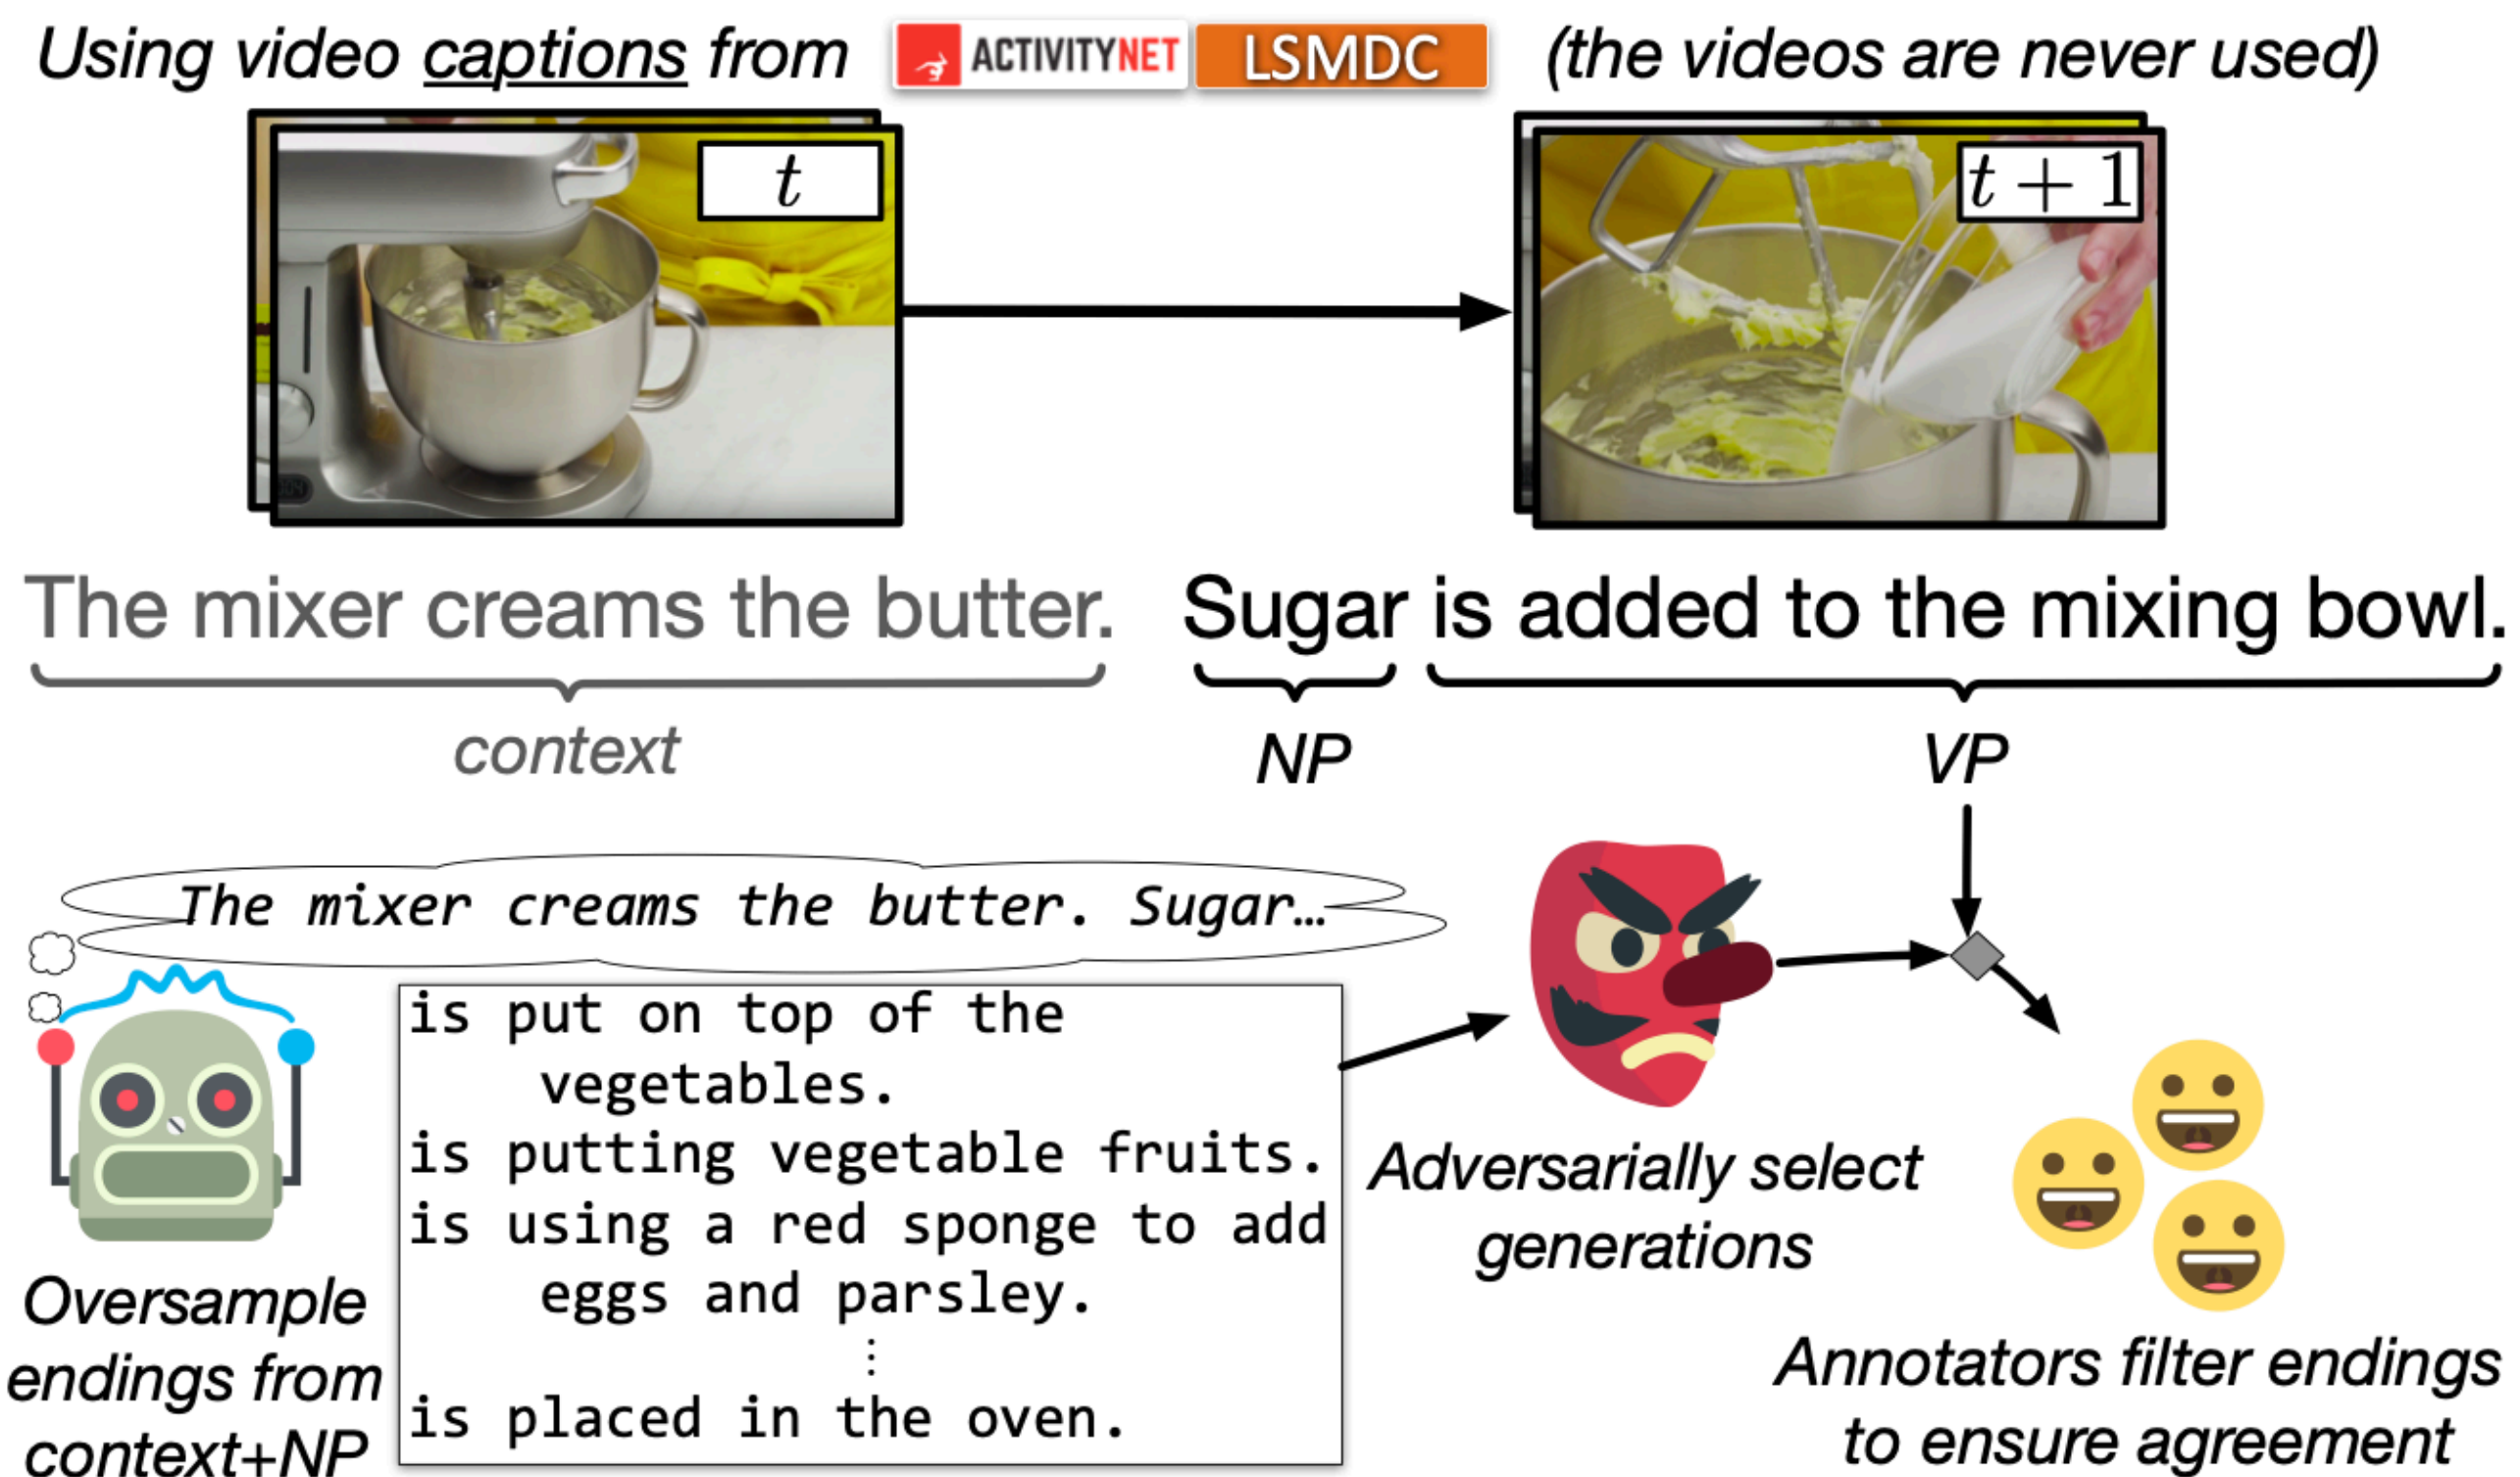 Using video captions from ACTIVITYNET LSMDC (the videos are never used)
t
t + 1
The mixer creams the butter. Sugar is added to the mixing bowl.
context NP VP
The mixer creams the butter. Sugar…
is put on top of the
vegetables.
is putting vegetable fruits.
is using a red sponge to add
eggs and parsley.
⋮
is placed in the oven.
Oversample
endings from
context+NP
Adversarially select
generations
Annotators filter endings
to ensure agreement